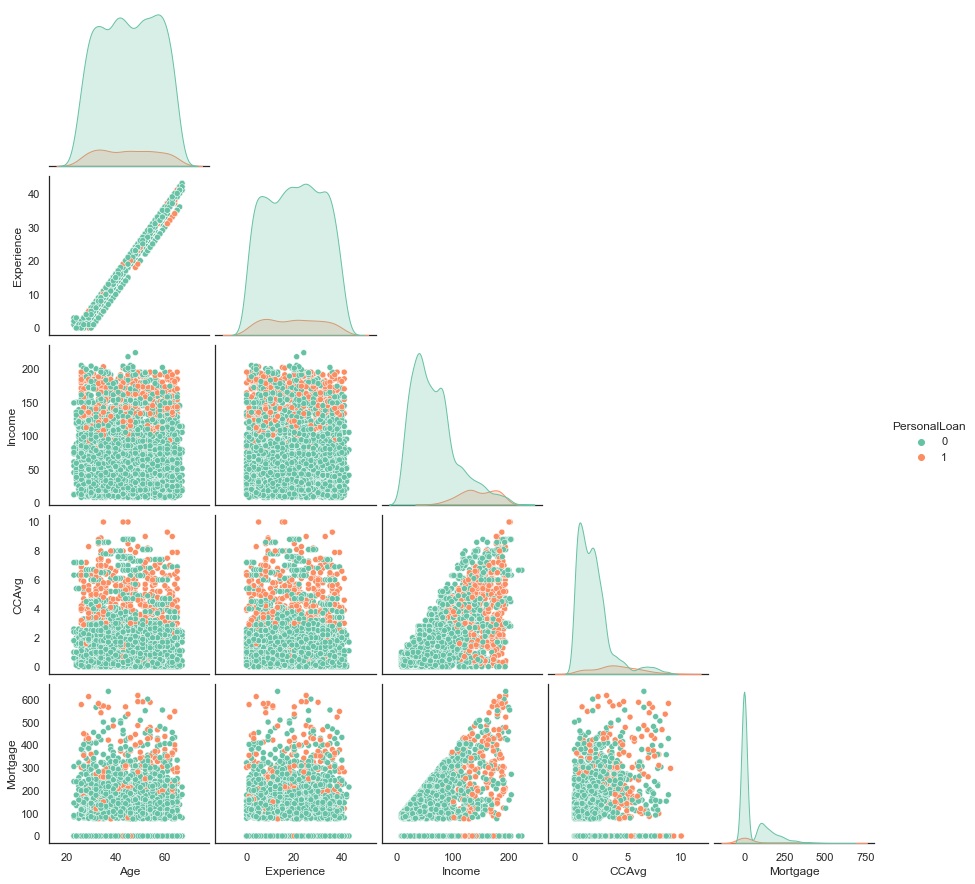 Experience
40
30
20
10
0
Income
200
150
100
50
0
PersonalLoan
0
1
CCAvg
10
8
6
4
2
0
Mortgage
600
500
400
300
200
100
0
20 40 60
0 20 40
0 100 200
0 5 10
0 250 500 750
Age
Experience
Income
CCAvg
Mortgage